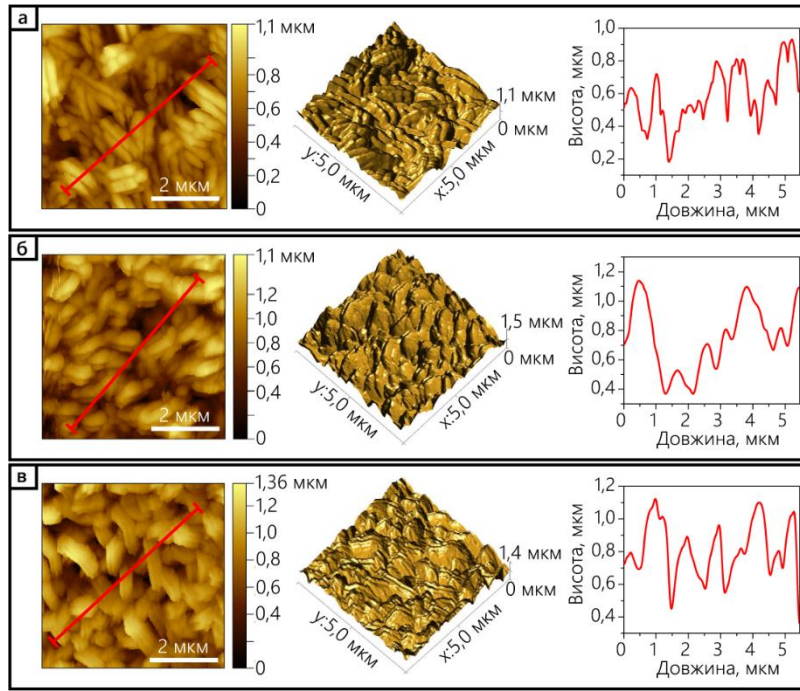 а
1,1 мкм
0,8
0,6
0,4
0,2
0
2 мкм
1,1 мкм
0 мкм
y:5,0 мкм
x:5,0 мкм
Висота, мкм
1,0
0,8
0,6
0,4
0,2
0 1 2 3 4 5
Довжина, мкм
б
1,1 мкм
1,2
1,0
0,8
0,4
0
2 мкм
1,5 мкм
0 мкм
y:5,0 мкм
x:5,0 мкм
Висота, мкм
1,2
1,0
0,8
0,6
0,4
0 1 2 3 4 5
Довжина, мкм
в
1,36 мкм
1,2
1,0
0,8
0,4
0
2 мкм
1,4 мкм
0 мкм
y:5,0 мкм
x:5,0 мкм
Висота, мкм
1,2
1,0
0,8
0,6
0,4
0 1 2 3 4 5
Довжина, мкм